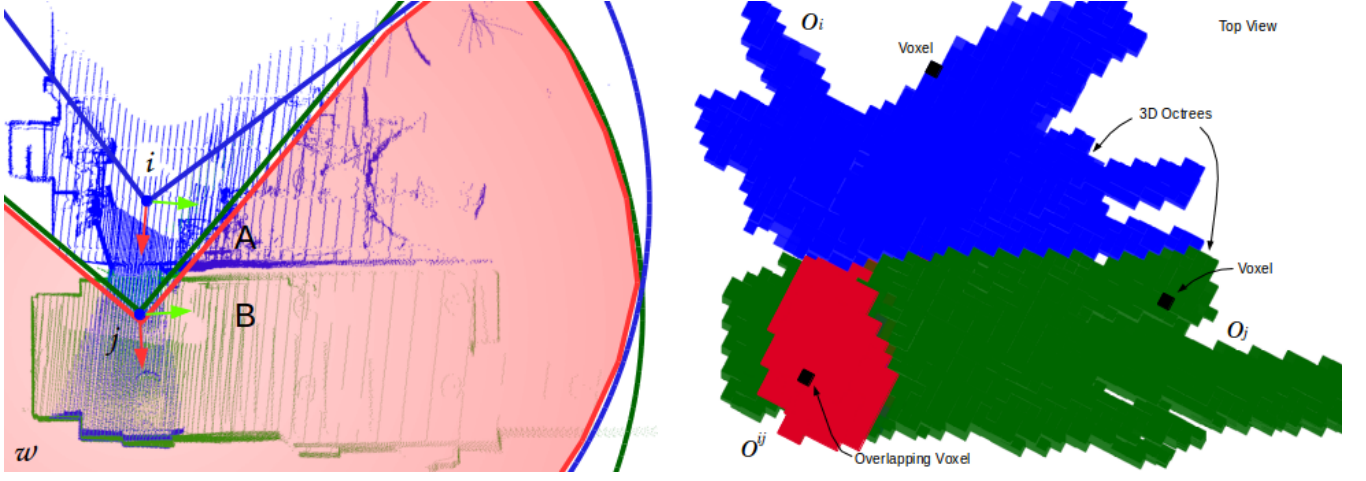 i
A
B
j
w
O_i
Voxel
Top View
3D Octrees
Voxel
O_j
O^{ij}
Overlapping Voxel